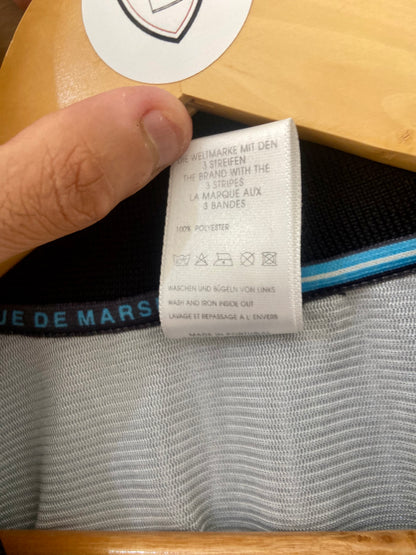 DIE WELTMARKE MIT DEN
3 STREIFEN
THE BRAND WITH THE
3 STRIPES
LA MARQUE AUX
3 BANDES
100% POLYESTER
WASCHEN UND BÜGELN VON LINKS
WASH AND IRON INSIDE OUT
LAVAGE ET REPASSAGE A L' ENVERS
MADE IN
UE DE MARS